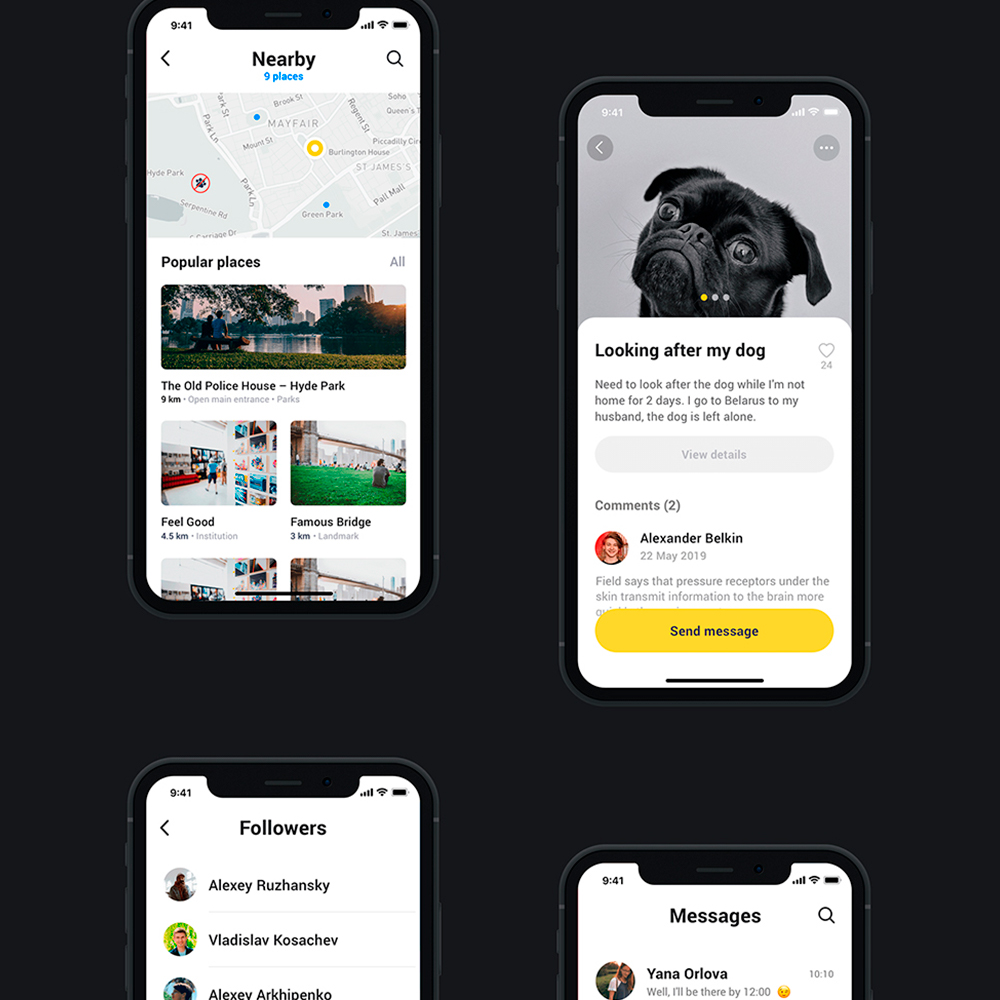 9:41
Nearby
9 places
Brook St
Soho
Queen's T
Park St
Park Ln
MAYFAIR
Regent St
Mount St
Piccadilly Circ
Burlington House
ST JAMES'S
Hyde Park
Park Ln
Pall Mall
Serpentine Rd
Green Park
S Carriage Dr
St. James
Popular places
All
The Old Police House – Hyde Park
9 km • Open main entrance • Parks
Feel Good
4.5 km • Institution
Famous Bridge
3 km • Landmark
9:41
Looking after my dog
24
Need to look after the dog while I'm not
home for 2 days. I go to Belarus to my
husband, the dog is left alone.
View details
Comments (2)
Alexander Belkin
22 May 2019
Field says that pressure receptors under the
skin transmit information to the brain more
Send message
9:41
Followers
Alexey Ruzhansky
Vladislav Kosachev
Alexey Arkhipenko
9:41
Messages
Yana Orlova
10:10
Well, I'll be there by 12:00 😉